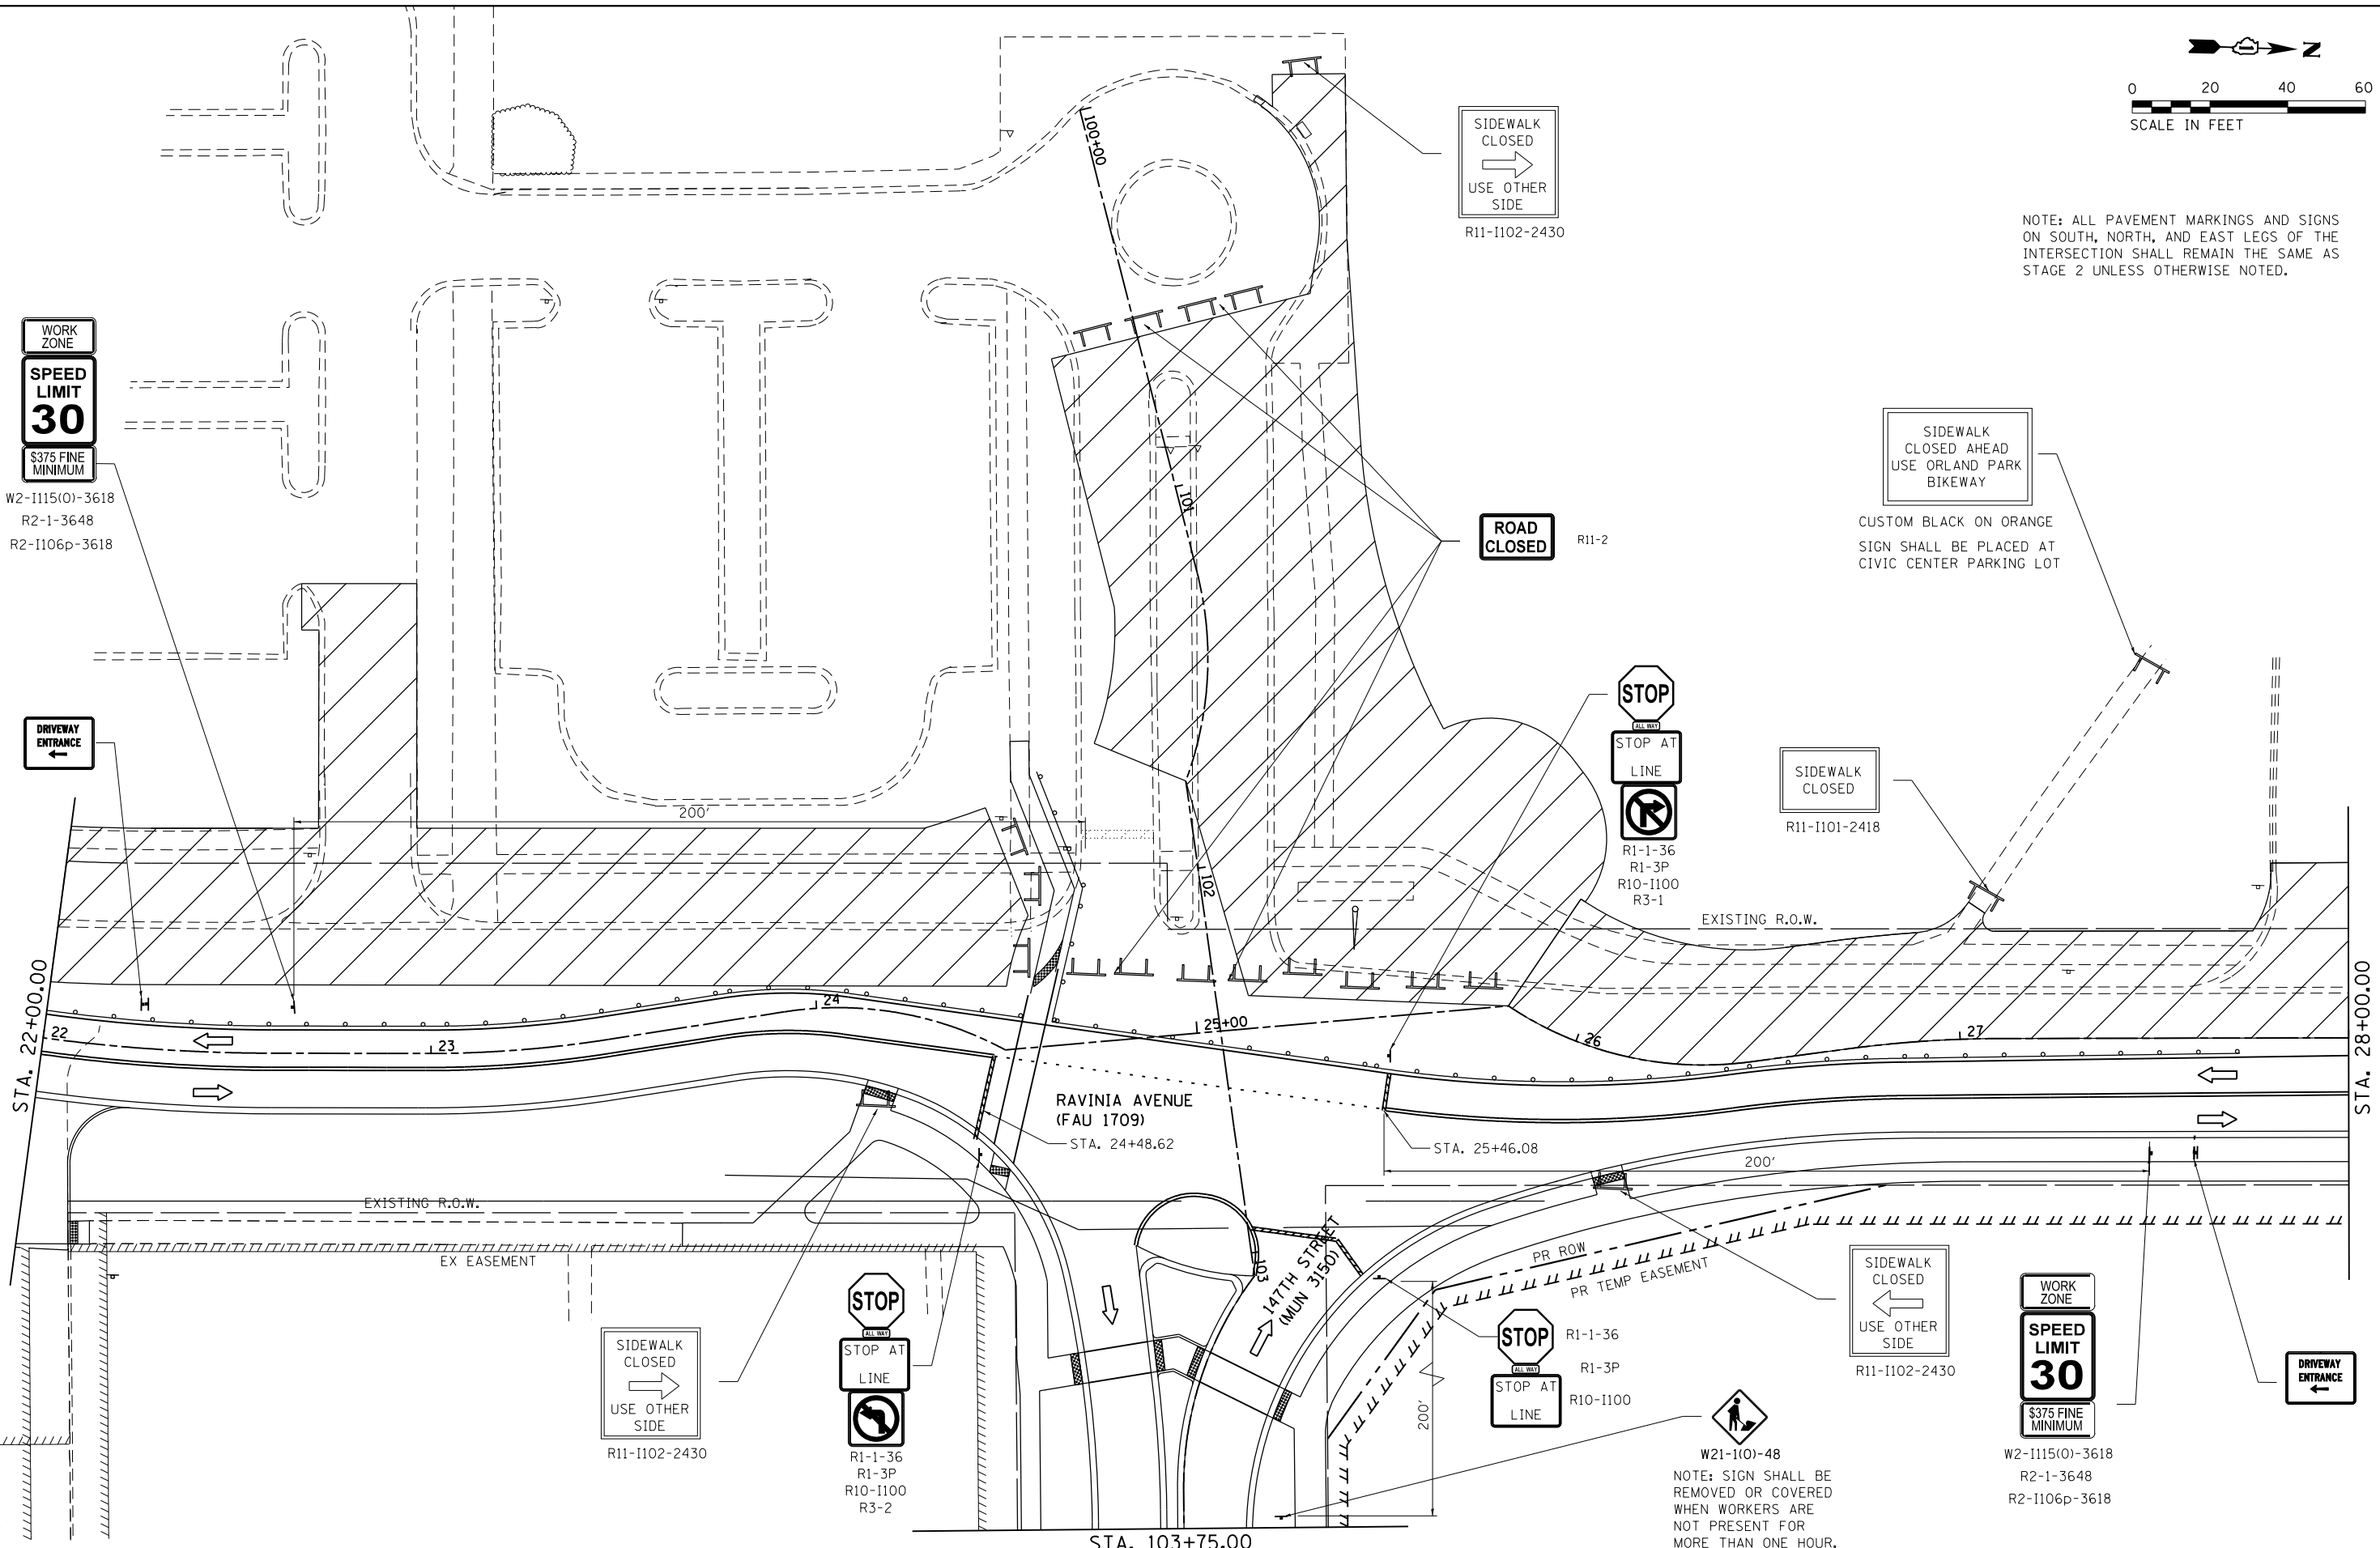 N
0 20 40 60
SCALE IN FEET
NOTE: ALL PAVEMENT MARKINGS AND SIGNS
ON SOUTH, NORTH, AND EAST LEGS OF THE
INTERSECTION SHALL REMAIN THE SAME AS
STAGE 2 UNLESS OTHERWISE NOTED.
SIDEWALK
CLOSED
USE OTHER
SIDE
R11-I102-2430
100+00
WORK
ZONE
SPEED
LIMIT
30
$375 FINE
MINIMUM
W2-I115(O)-3618
R2-1-3648
R2-I106p-3618
SIDEWALK
CLOSED AHEAD
USE ORLAND PARK
BIKEWAY
CUSTOM BLACK ON ORANGE
SIGN SHALL BE PLACED AT
CIVIC CENTER PARKING LOT
101
ROAD
CLOSED
R11-2
DRIVEWAY
ENTRANCE
STOP
ALL WAY
STOP AT
LINE
R1-1-36
R1-3P
R10-I100
R3-1
SIDEWALK
CLOSED
R11-I101-2418
200'
102
EXISTING R.O.W.
STA. 22+00.00
22
23
24
25+00
26
27
STA. 28+00.00
RAVINIA AVENUE
(FAU 1709)
STA. 24+48.62
STA. 25+46.08
200'
EXISTING R.O.W.
EX EASEMENT
103
147TH STREET
(MUN 3150)
PR ROW
PR TEMP EASEMENT
SIDEWALK
CLOSED
USE OTHER
SIDE
R11-I102-2430
STOP
ALL WAY
STOP AT
LINE
R1-1-36
R1-3P
R10-I100
R3-2
200'
STOP
ALL WAY
STOP AT
LINE
R1-1-36
R1-3P
R10-I100
W21-1(O)-48
NOTE: SIGN SHALL BE
REMOVED OR COVERED
WHEN WORKERS ARE
NOT PRESENT FOR
MORE THAN ONE HOUR.
SIDEWALK
CLOSED
USE OTHER
SIDE
R11-I102-2430
WORK
ZONE
SPEED
LIMIT
30
$375 FINE
MINIMUM
W2-I115(O)-3618
R2-1-3648
R2-I106p-3618
DRIVEWAY
ENTRANCE
STA. 103+75.00